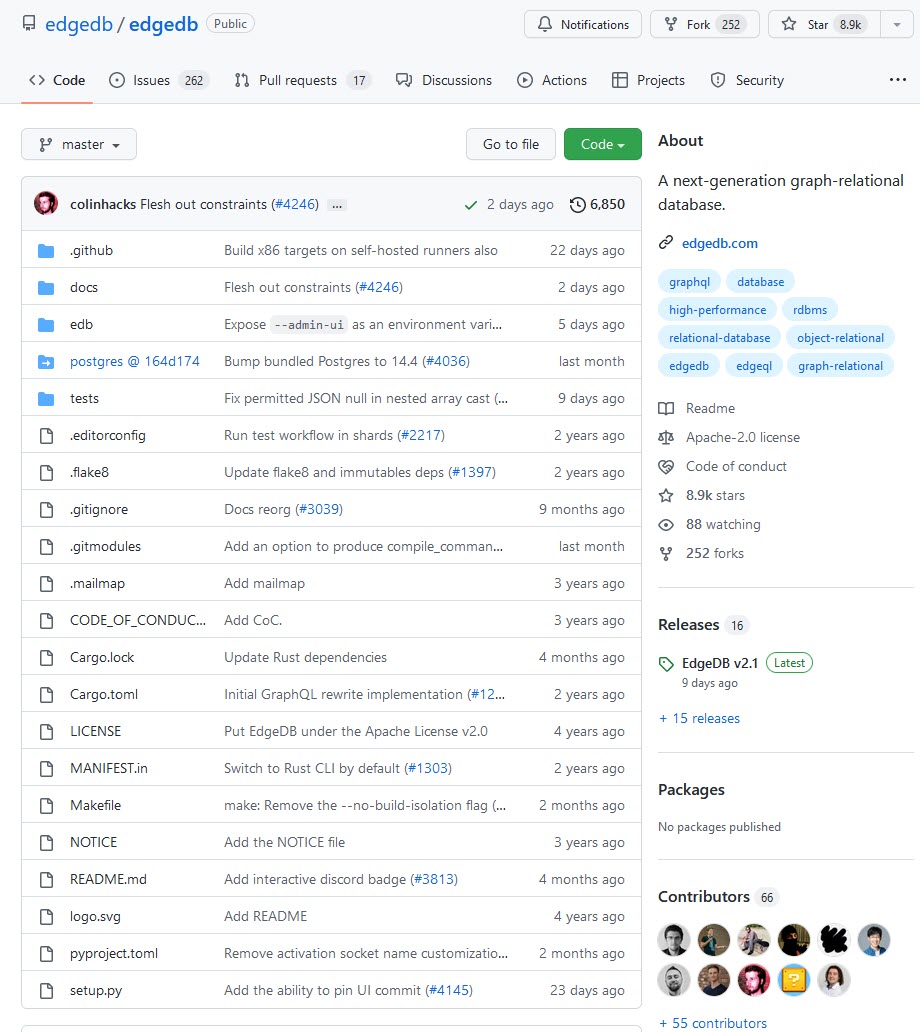 edgedb / edgedb Public
Notifications Fork 252 Star 8.9k
Code Issues 262 Pull requests 17 Discussions Actions Projects Security ...
master Go to file Code
colinhacks Flesh out constraints (#4246) ... 2 days ago 6,850
.github Build x86 targets on self-hosted runners also 22 days ago
docs Flesh out constraints (#4246) 2 days ago
edb Expose --admin-ui as an environment vari... 5 days ago
postgres @ 164d174 Bump bundled Postgres to 14.4 (#4036) last month
tests Fix permitted JSON null in nested array cast (... 9 days ago
.editorconfig Run test workflow in shards (#2217) 2 years ago
.flake8 Update flake8 and immutables deps (#1397) 2 years ago
.gitignore Docs reorg (#3039) 9 months ago
.gitmodules Add an option to produce compile_comman... last month
.mailmap Add mailmap 3 years ago
CODE_OF_CONDUC... Add CoC. 3 years ago
Cargo.lock Update Rust dependencies 4 months ago
Cargo.toml Initial GraphQL rewrite implementation (#12... 2 years ago
LICENSE Put EdgeDB under the Apache License v2.0 4 years ago
MANIFEST.in Switch to Rust CLI by default (#1303) 2 years ago
Makefile make: Remove the --no-build-isolation flag (... 2 months ago
NOTICE Add the NOTICE file 3 years ago
README.md Add interactive discord badge (#3813) 4 months ago
logo.svg Add README 4 years ago
pyproject.toml Remove activation socket name customizatio... 2 months ago
setup.py Add the ability to pin UI commit (#4145) 23 days ago
About
A next-generation graph-relational
database.
edgedb.com
graphql database
high-performance rdbms
relational-database object-relational
edgedb edgeql graph-relational
Readme
Apache-2.0 license
Code of conduct
8.9k stars
88 watching
252 forks
Releases 16
EdgeDB v2.1 Latest
9 days ago
+ 15 releases
Packages
No packages published
Contributors 66
+ 55 contributors